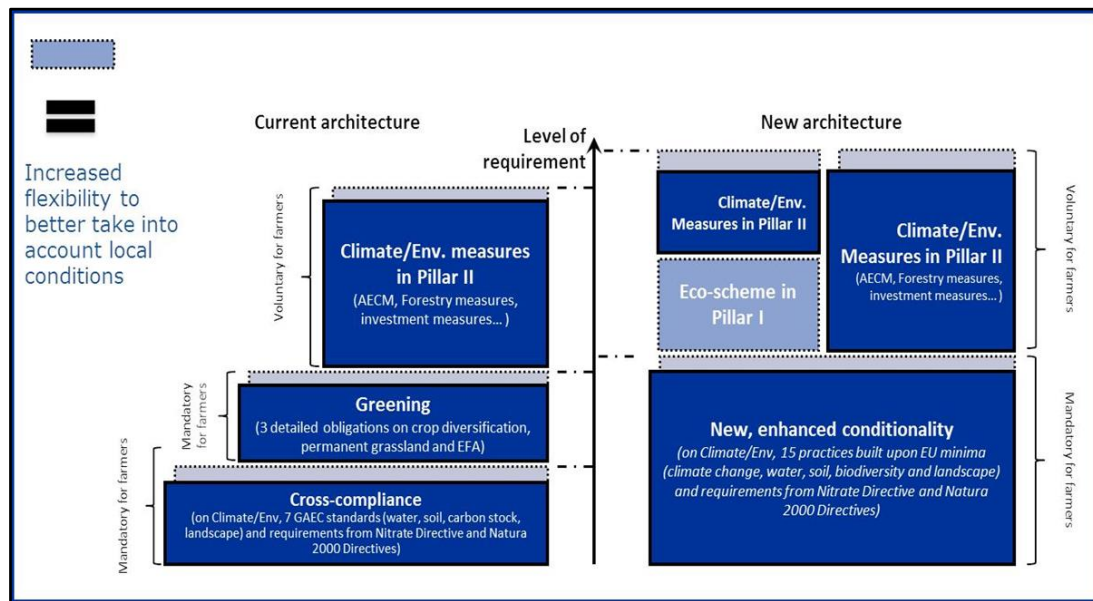 Increased
flexibility to
better take into
account local
conditions
Current architecture
Level of
requirement
New architecture
Voluntary for farmers
Climate/Env. measures
in Pillar II
(AECM, Forestry measures,
investment measures... )
Mandatory
for farmers
Greening
(3 detailed obligations on crop diversification,
permanent grassland and EFA)
Mandatory for farmers
Cross-compliance
(on Climate/Env, 7 GAEC standards (water, soil, carbon stock,
landscape) and requirements from Nitrate Directive and Natura
2000 Directives)
Climate/Env.
Measures in Pillar II
Eco-scheme in
Pillar I
Climate/Env.
Measures in Pillar II
(AECM, Forestry measures,
investment measures... )
Voluntary for farmers
New, enhanced conditionality
(on Climate/Env, 15 practices built upon EU minima
(climate change, water, soil, biodiversity and landscape)
and requirements from Nitrate Directive and Natura
2000 Directives)
Mandatory for farmers